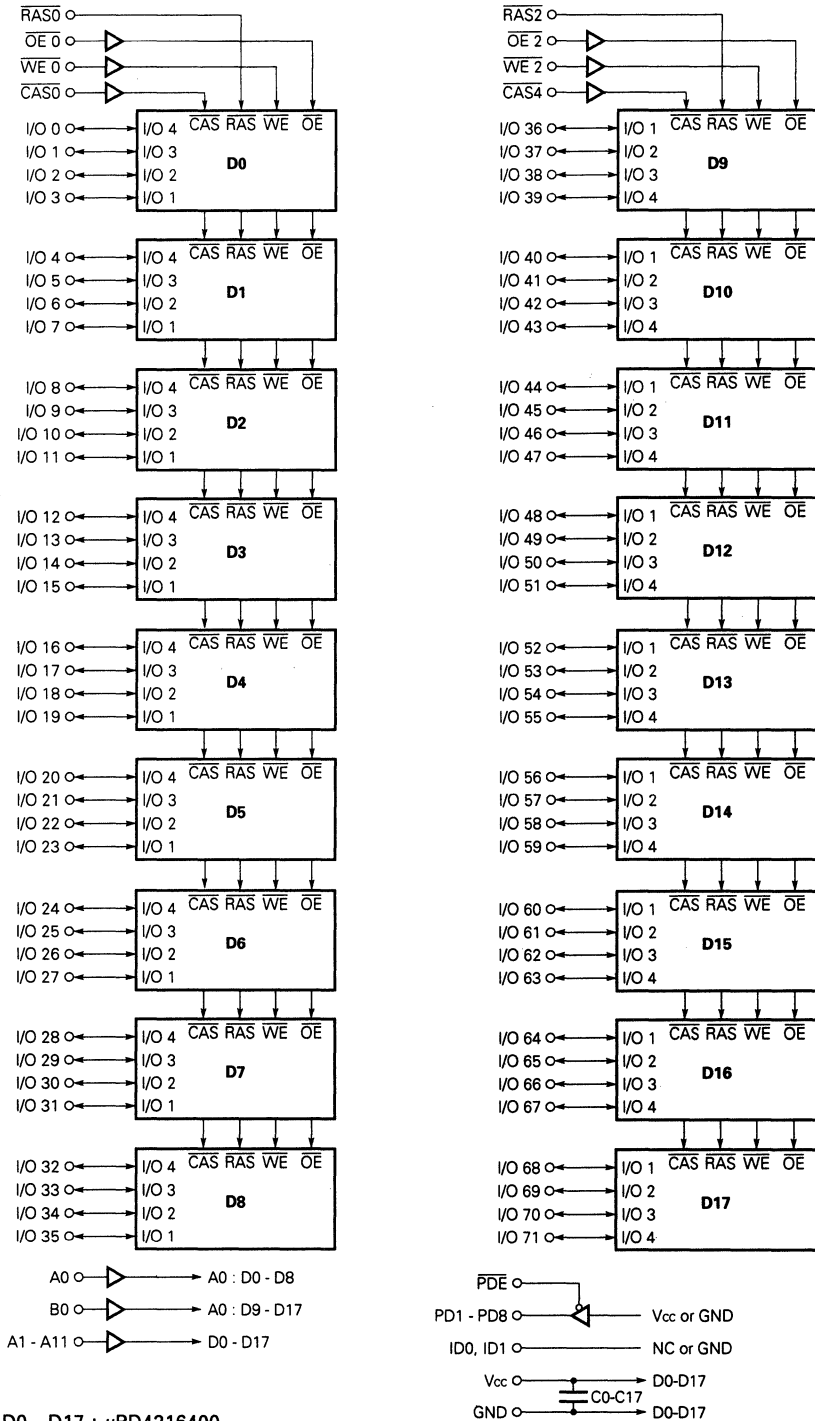 RAS0
OE 0
WE 0
CAS0
CAS RAS WE OE
I/O 0 I/O 4
I/O 1 I/O 3
D0
I/O 2 I/O 2
I/O 3 I/O 1
CAS RAS WE OE
I/O 4 I/O 4
I/O 5 I/O 3
D1
I/O 6 I/O 2
I/O 7 I/O 1
CAS RAS WE OE
I/O 8 I/O 4
I/O 9 I/O 3
D2
I/O 10 I/O 2
I/O 11 I/O 1
CAS RAS WE OE
I/O 12 I/O 4
I/O 13 I/O 3
D3
I/O 14 I/O 2
I/O 15 I/O 1
CAS RAS WE OE
I/O 16 I/O 4
I/O 17 I/O 3
D4
I/O 18 I/O 2
I/O 19 I/O 1
CAS RAS WE OE
I/O 20 I/O 4
I/O 21 I/O 3
D5
I/O 22 I/O 2
I/O 23 I/O 1
CAS RAS WE OE
I/O 24 I/O 4
I/O 25 I/O 3
D6
I/O 26 I/O 2
I/O 27 I/O 1
CAS RAS WE OE
I/O 28 I/O 4
I/O 29 I/O 3
D7
I/O 30 I/O 2
I/O 31 I/O 1
CAS RAS WE OE
I/O 32 I/O 4
I/O 33 I/O 3
D8
I/O 34 I/O 2
I/O 35 I/O 1
A0 A0 : D0 - D8
B0 A0 : D9 - D17
A1 - A11 D0 - D17
RAS2
OE 2
WE 2
CAS4
CAS RAS WE OE
I/O 36 I/O 1
I/O 37 I/O 2
D9
I/O 38 I/O 3
I/O 39 I/O 4
CAS RAS WE OE
I/O 40 I/O 1
I/O 41 I/O 2
D10
I/O 42 I/O 3
I/O 43 I/O 4
CAS RAS WE OE
I/O 44 I/O 1
I/O 45 I/O 2
D11
I/O 46 I/O 3
I/O 47 I/O 4
CAS RAS WE OE
I/O 48 I/O 1
I/O 49 I/O 2
D12
I/O 50 I/O 3
I/O 51 I/O 4
CAS RAS WE OE
I/O 52 I/O 1
I/O 53 I/O 2
D13
I/O 54 I/O 3
I/O 55 I/O 4
CAS RAS WE OE
I/O 56 I/O 1
I/O 57 I/O 2
D14
I/O 58 I/O 3
I/O 59 I/O 4
CAS RAS WE OE
I/O 60 I/O 1
I/O 61 I/O 2
D15
I/O 62 I/O 3
I/O 63 I/O 4
CAS RAS WE OE
I/O 64 I/O 1
I/O 65 I/O 2
D16
I/O 66 I/O 3
I/O 67 I/O 4
CAS RAS WE OE
I/O 68 I/O 1
I/O 69 I/O 2
D17
I/O 70 I/O 3
I/O 71 I/O 4
PDE
PD1 - PD8 Vcc or GND
ID0, ID1 NC or GND
Vcc D0-D17
C0-C17
GND D0-D17